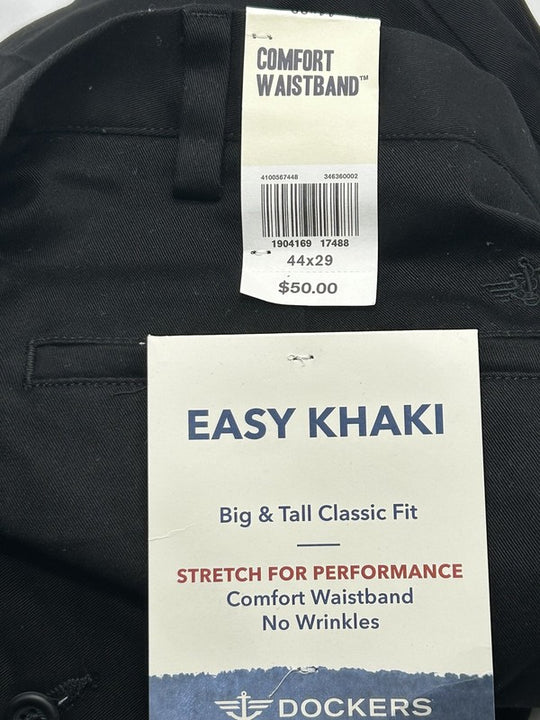 COMFORT
WAISTBAND™
4100567448 346360002
1904169 17488
44x29
$50.00
EASY KHAKI
Big & Tall Classic Fit
STRETCH FOR PERFORMANCE
Comfort Waistband
No Wrinkles
DOCKERS